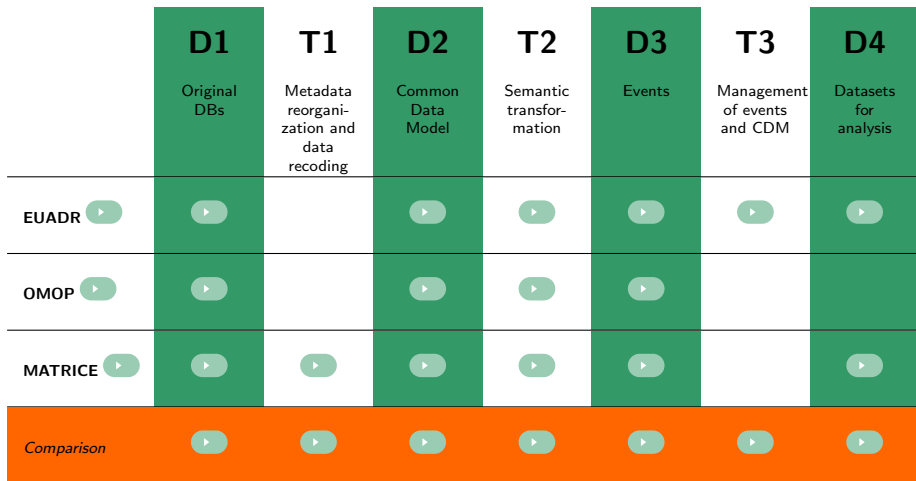 D1 T1 D2 T2 D3 T3 D4
Original Metadata Common Semantic Events Management Datasets
DBs reorgani- Data transfor- of events for
zation and Model mation and CDM analysis
data
recoding
EUADR
OMOP
MATRICE
Comparison